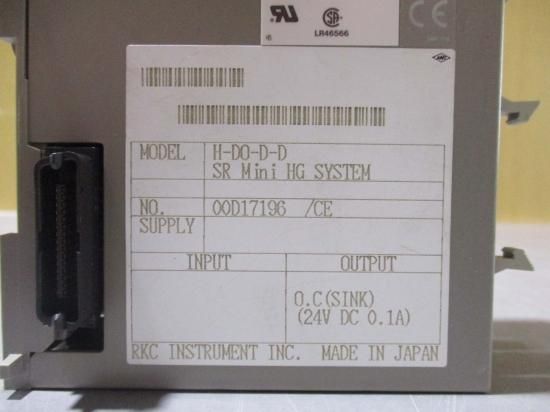 LR46566
MODEL H-DO-D-D
SR Mini HG SYSTEM
NO. 00D17196 /CE
SUPPLY
INPUT OUTPUT
O.C(SINK)
(24V DC 0.1A)
RKC INSTRUMENT INC. MADE IN JAPAN